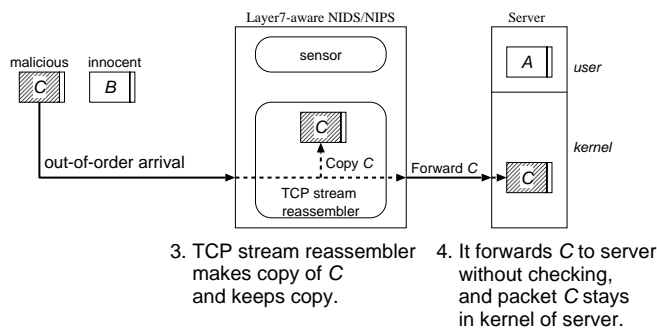 Layer7-aware NIDS/NIPS
Server
malicious
innocent
sensor
A
user
C
B
C
kernel
out-of-order arrival
Copy C
Forward C
C
TCP stream
reassembler
3. TCP stream reassembler
makes copy of C
and keeps copy.
4. It forwards C to server
without checking,
and packet C stays
in kernel of server.